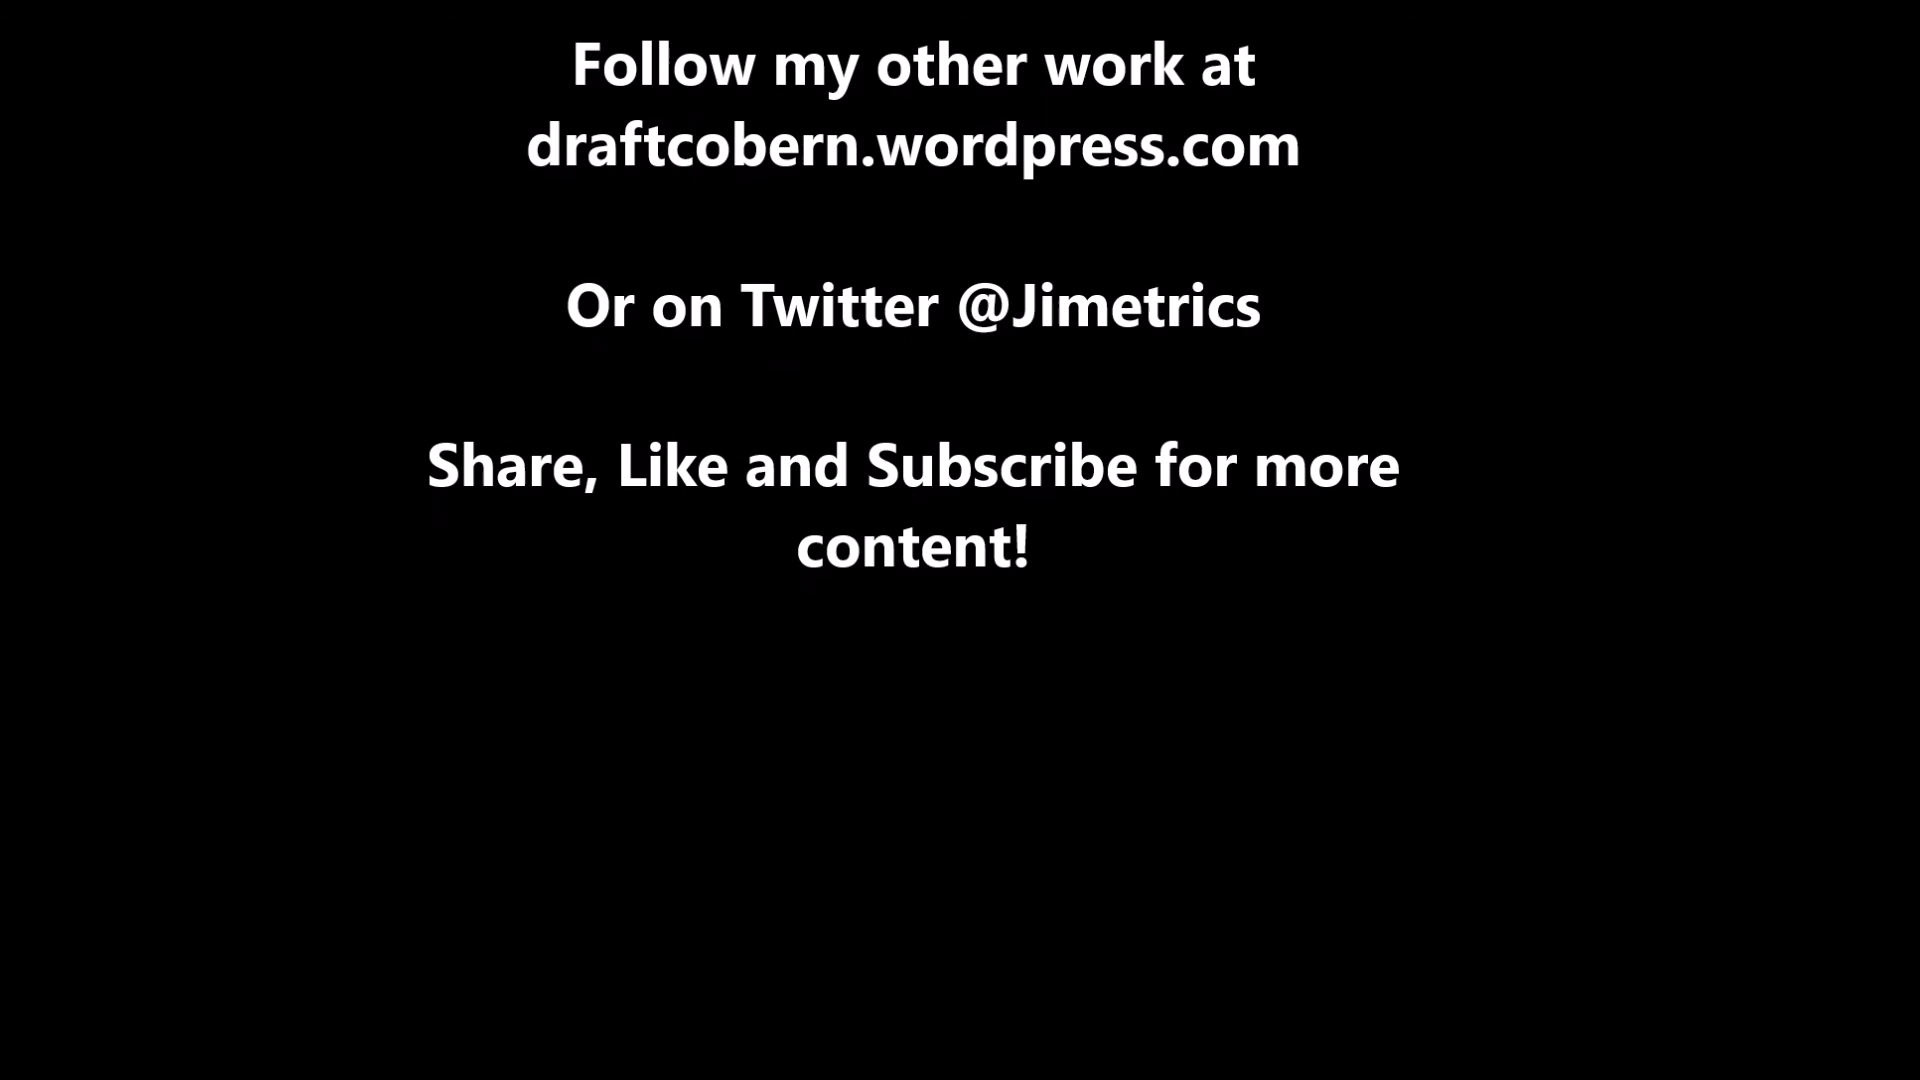 Follow my other work at
draftcobern.wordpress.com
Or on Twitter @Jimetrics
Share, Like and Subscribe for more
content!